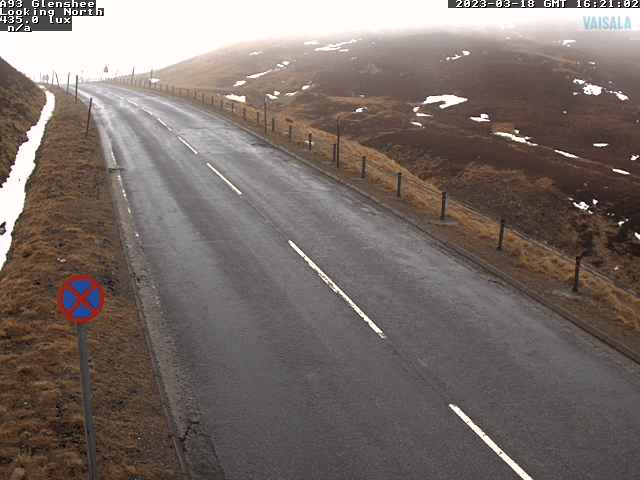 A93 Glenshee
Looking North
435.0 lux
n/a
2023-03-18 GMT 16:21:02
VAISALA